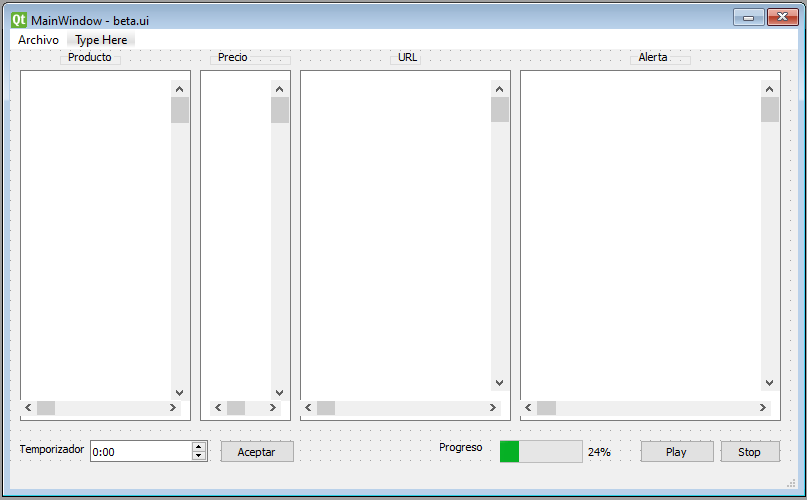 Qt MainWindow - beta.ui
Archivo Type Here
Producto Precio URL Alerta
Temporizador 0:00 Aceptar Progreso 24% Play Stop